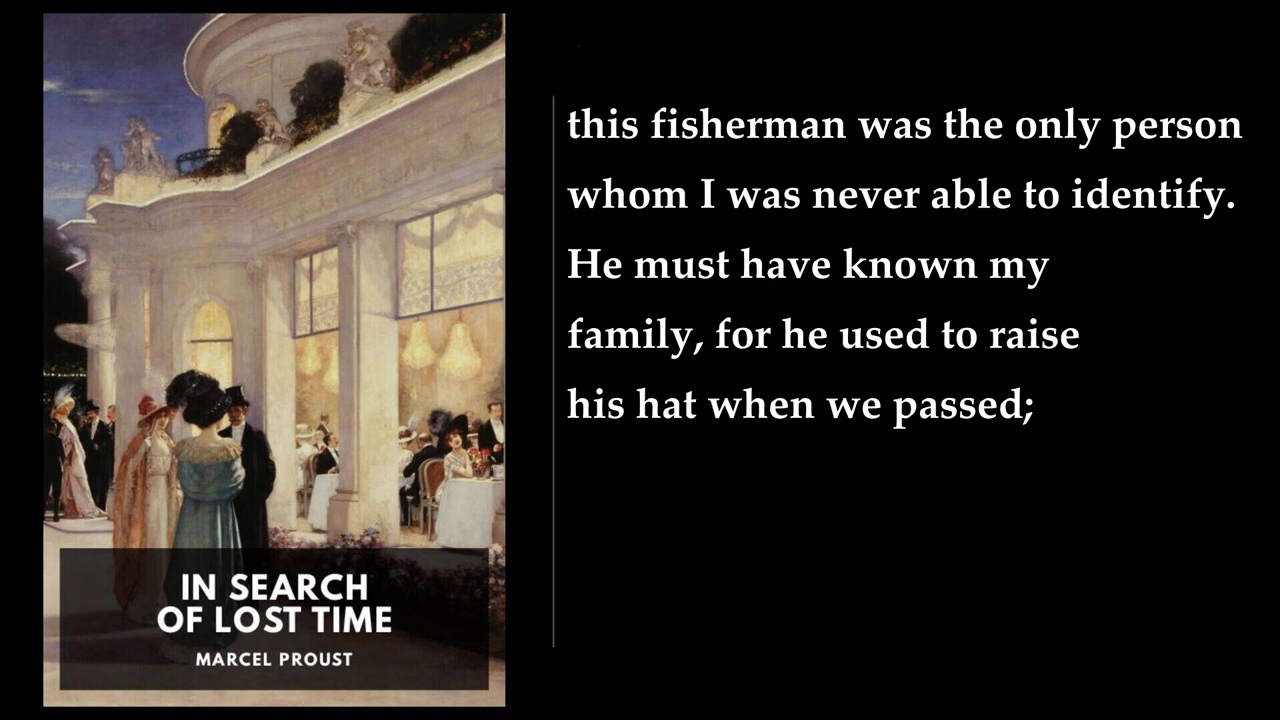 this fisherman was the only person
whom I was never able to identify.
He must have known my
family, for he used to raise
his hat when we passed;
IN SEARCH
OF LOST TIME
MARCEL PROUST